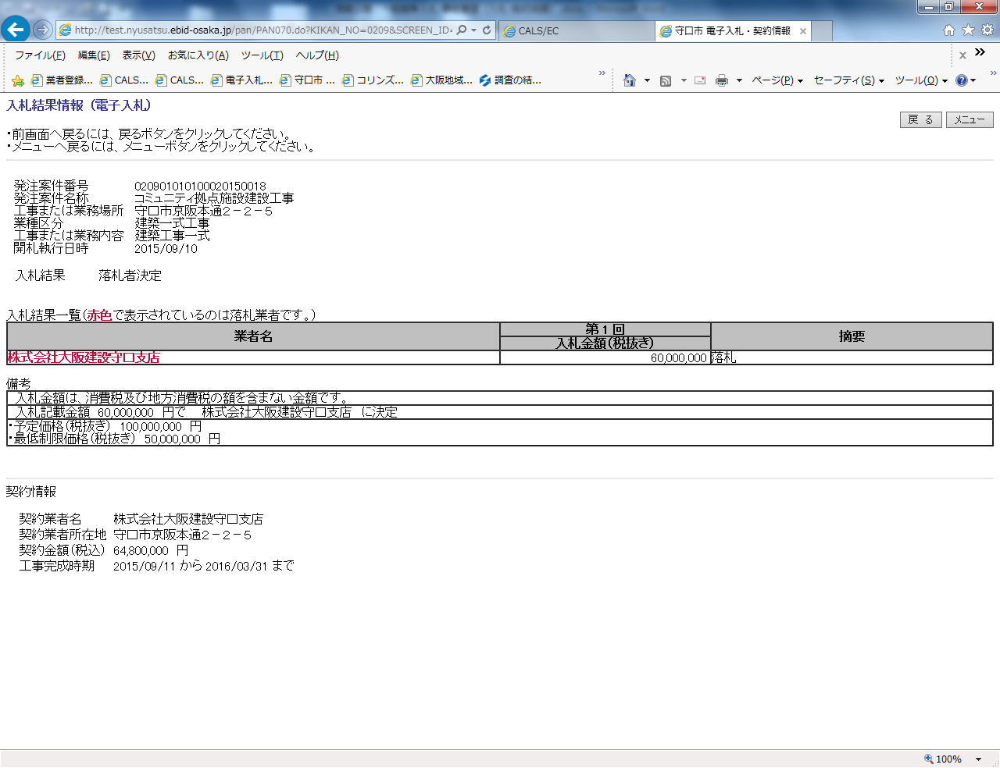 http://test.nyusatsu.ebid-osaka.jp/pan/PAN070.do?KIKAN_NO=0209&SCREEN_ID=
CALS/EC
守口市 電子入札・契約情報
ファイル(F) 編集(E) 表示(V) お気に入り(A) ツール(T) ヘルプ(H)
業者登録... CALS... CALS... 電子入札... 守口市 ... コリンズ... 大阪地域... 調査の結...
ページ(P) セーフティ(S) ツール(O)
入札結果情報（電子入札）
戻 る メニュー
・前画面へ戻るには、戻るボタンをクリックしてください。
・メニューへ戻るには、メニューボタンをクリックしてください。
発注案件番号 020901010100020150018
発注案件名称 コミュニティ拠点施設建設工事
工事または業務場所 守口市京阪本通２－２－５
業種区分 建築一式工事
工事または業務内容 建築工事一式
開札執行日時 2015/09/10
入札結果 落札者決定
入札結果一覧（赤色で表示されているのは落札業者です。）
業者名 第 1 回 摘要
入札金額（税抜き）
株式会社大阪建設守口支店 60,000,000 落札
備考
入札金額は、消費税及び地方消費税の額を含まない金額です。
入札記載金額 60,000,000 円で 株式会社大阪建設守口支店 に決定
・予定価格（税抜き） 100,000,000 円
・最低制限価格（税抜き） 50,000,000 円
契約情報
契約業者名 株式会社大阪建設守口支店
契約業者所在地 守口市京阪本通２－２－５
契約金額（税込） 64,800,000 円
工事完成時期 2015/09/11 から 2016/03/31 まで
100%